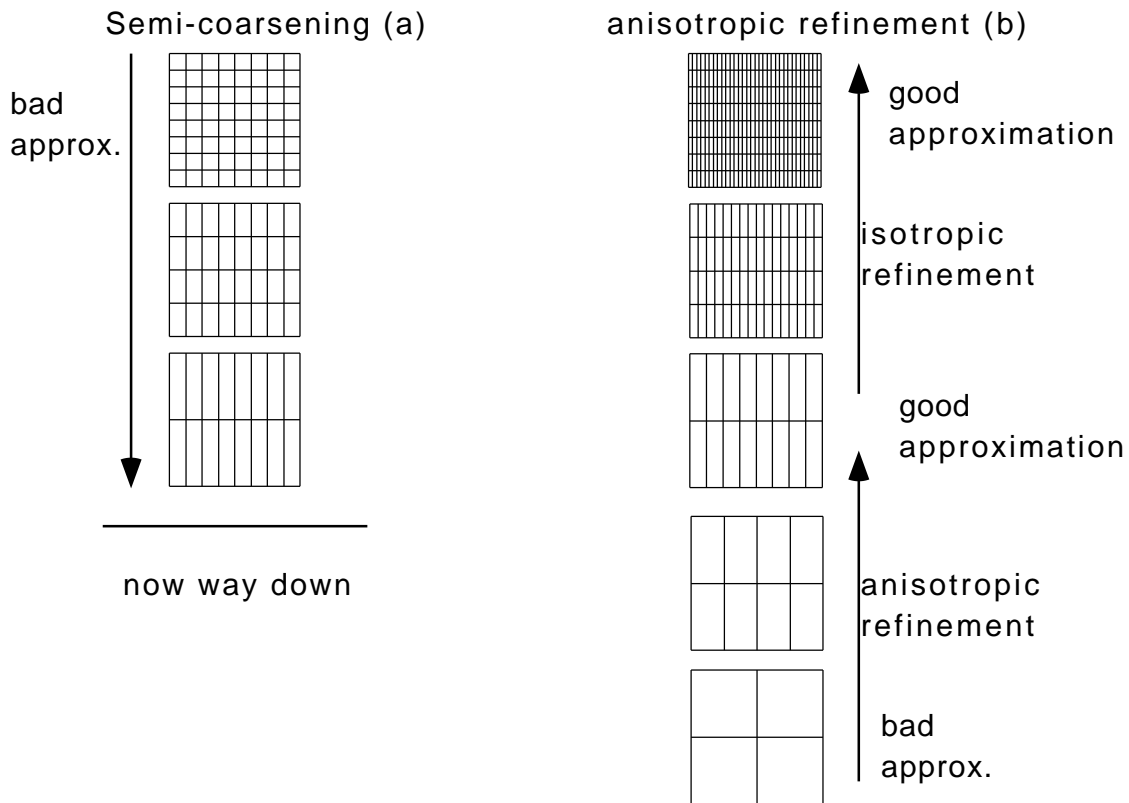 Semi-coarsening (a)
bad
approx.
now way down
anisotropic refinement (b)
good
approximation
isotropic
refinement
good
approximation
anisotropic
refinement
bad
approx.